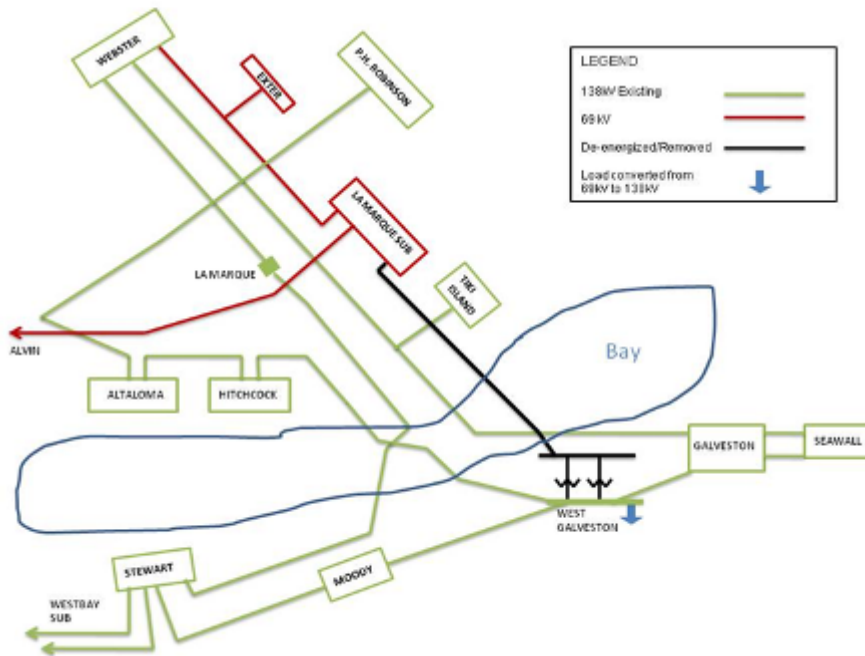 WEBSTER
EXTER
P.H. ROBINSON
LEGEND
138kV Existing
69 kV
De-energized/Removed
Load converted from
69kV to 138kV
LA MARQUE SUB
LA MARQUE
TIKI
ISLAND
Bay
ALVIN
ALTALOMA
HITCHCOCK
GALVESTON
SEAWALL
WEST
GALVESTON
STEWART
MOODY
WESTBAY
SUB